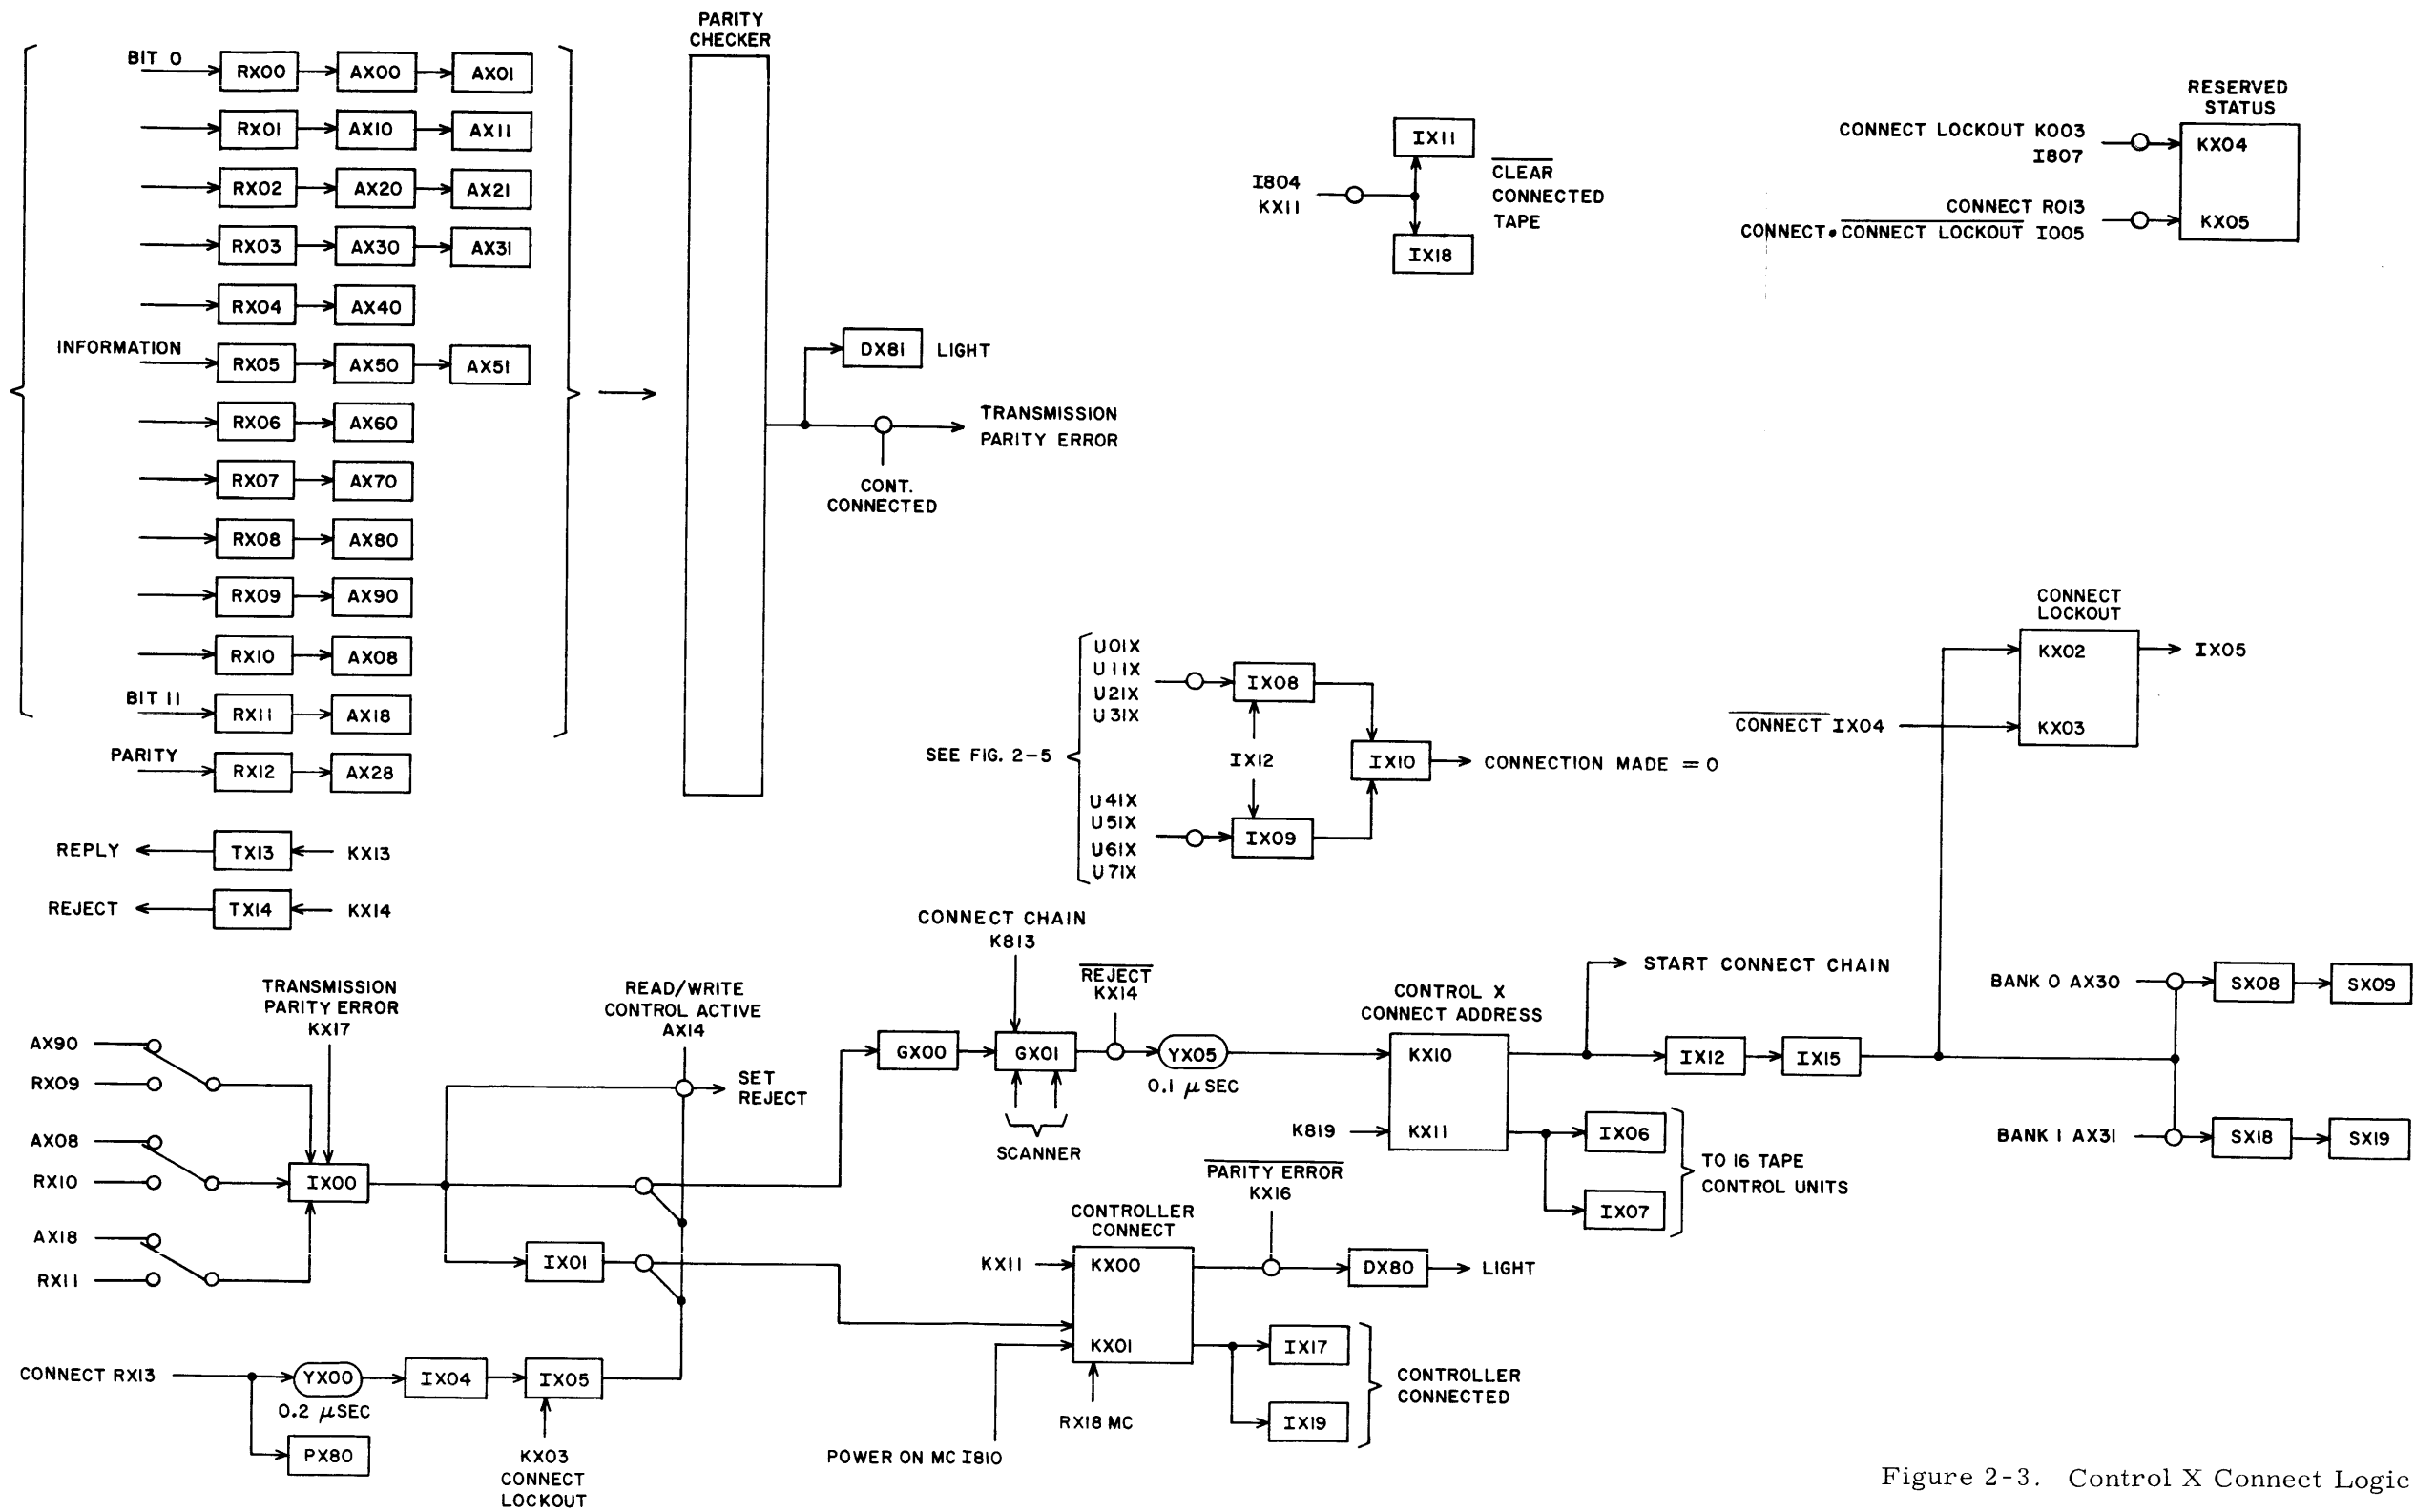 PARITY
CHECKER
BIT 0
RX00 AX00 AX01
RX01 AX10 AX11
RX02 AX20 AX21
RX03 AX30 AX31
RX04 AX40
INFORMATION
RX05 AX50 AX51
RX06 AX60
RX07 AX70
RX08 AX80
RX09 AX90
RX10 AX08
BIT 11
RX11 AX18
PARITY
RX12 AX28
REPLY TX13 KX13
REJECT TX14 KX14
DX81 LIGHT
TRANSMISSION
PARITY ERROR
CONT.
CONNECTED
I804
KX11
IX11
IX18
CLEAR
CONNECTED
TAPE
RESERVED
STATUS
CONNECT LOCKOUT K003
I807
KX04
CONNECT R013
CONNECT•CONNECT LOCKOUT I005
KX05
SEE FIG. 2-5
U01X
U11X
U21X
U31X
U41X
U51X
U61X
U71X
IX08
IX12
IX09
IX10
CONNECTION MADE = 0
CONNECT
LOCKOUT
KX02
IX05
CONNECT IX04
KX03
TRANSMISSION
PARITY ERROR
KX17
AX90
RX09
AX08
RX10
AX18
RX11
IX00
IX01
READ/WRITE
CONTROL ACTIVE
AX14
SET
REJECT
CONNECT RX13
YX00
0.2 μSEC
PX80
IX04
IX05
KX03
CONNECT
LOCKOUT
CONNECT CHAIN
K813
GX00
GX01
SCANNER
REJECT
KX14
YX05
0.1 μSEC
CONTROL X
CONNECT ADDRESS
KX10
K819
KX11
START CONNECT CHAIN
IX12
IX15
IX06
IX07
TO 16 TAPE
CONTROL UNITS
BANK 0 AX30
SX08
SX09
BANK 1 AX31
SX18
SX19
PARITY ERROR
KX16
CONTROLLER
CONNECT
KX11
KX00
KX01
DX80
LIGHT
IX17
IX19
CONTROLLER
CONNECTED
RX18 MC
POWER ON MC I810
Figure 2-3. Control X Connect Logic